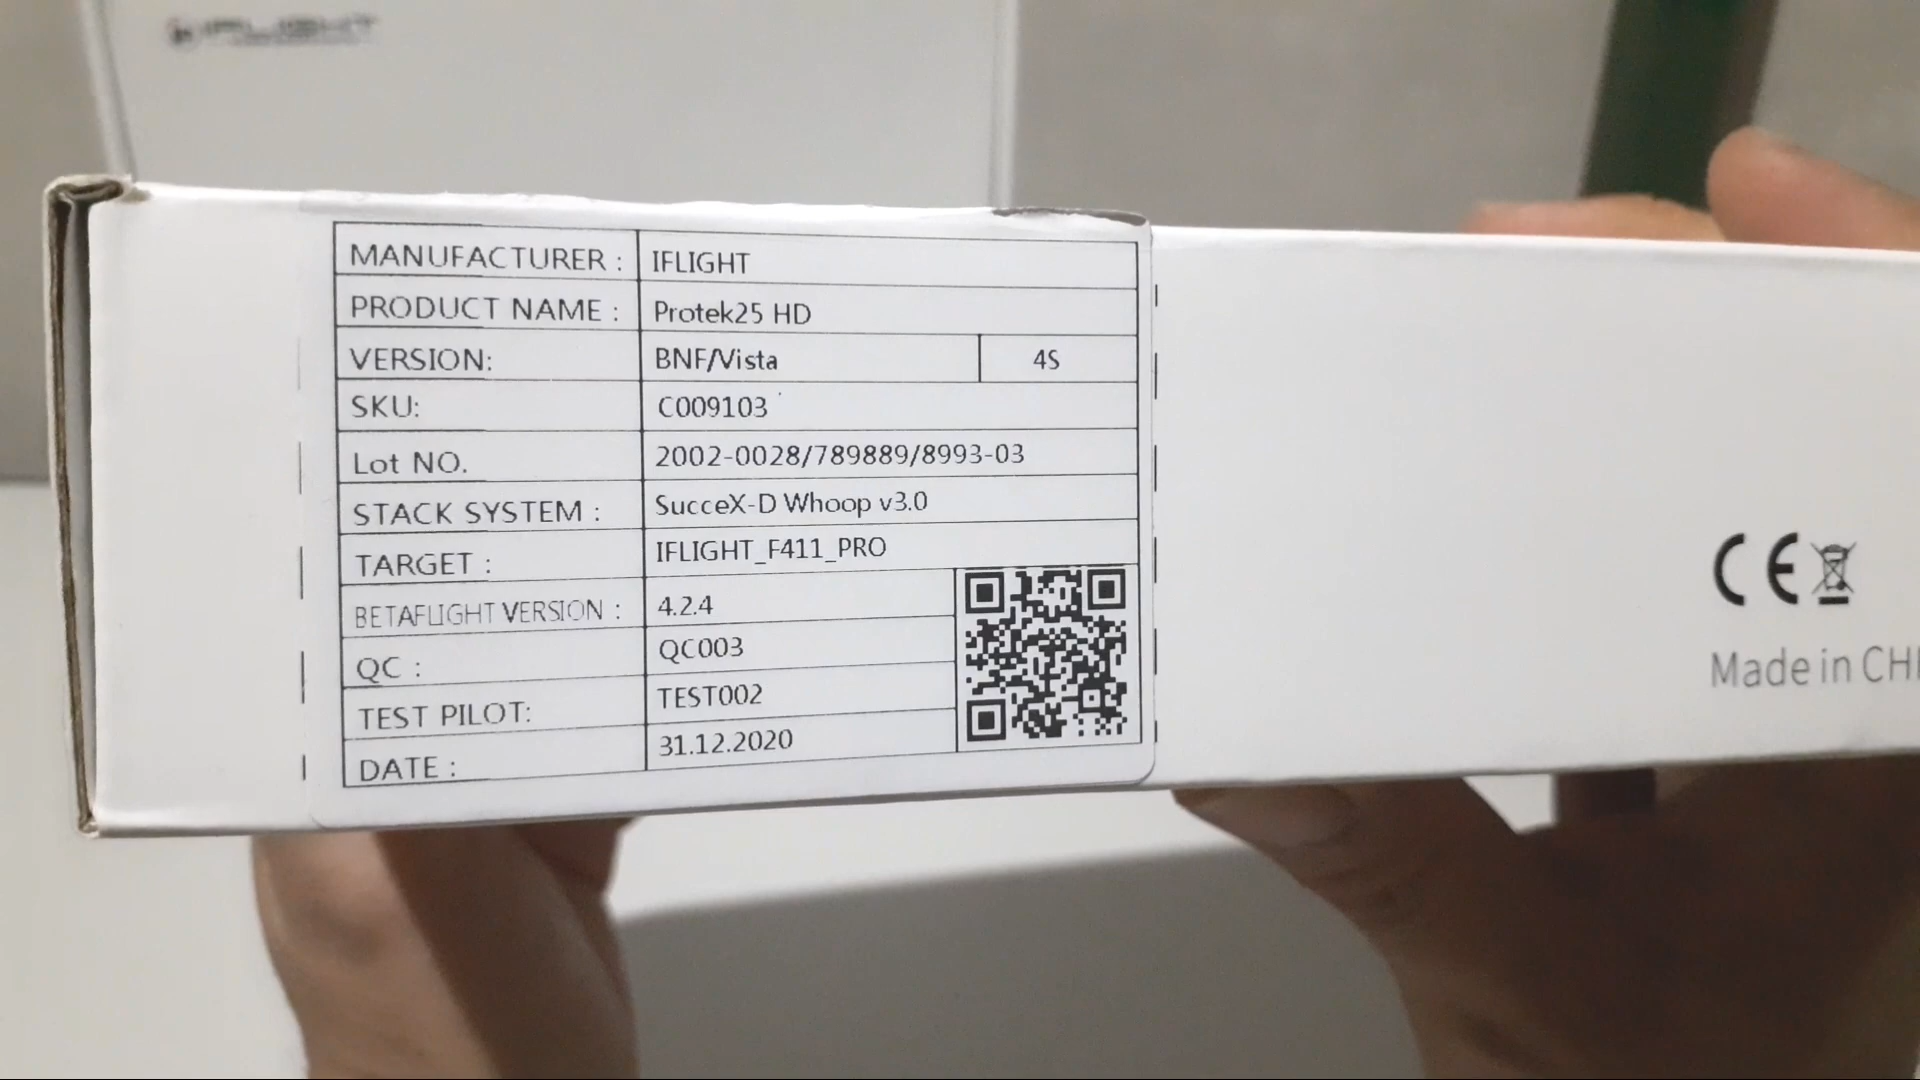 IFLIGHT
MANUFACTURER : IFLIGHT
PRODUCT NAME : Protek25 HD
VERSION: BNF/Vista 4S
SKU: C009103
Lot NO. 2002-0028/789889/8993-03
STACK SYSTEM : SucceX-D Whoop v3.0
TARGET : IFLIGHT_F411_PRO
BETAFLIGHT VERSION : 4.2.4
QC : QC003
TEST PILOT: TEST002
DATE : 31.12.2020
CE
Made in CHI